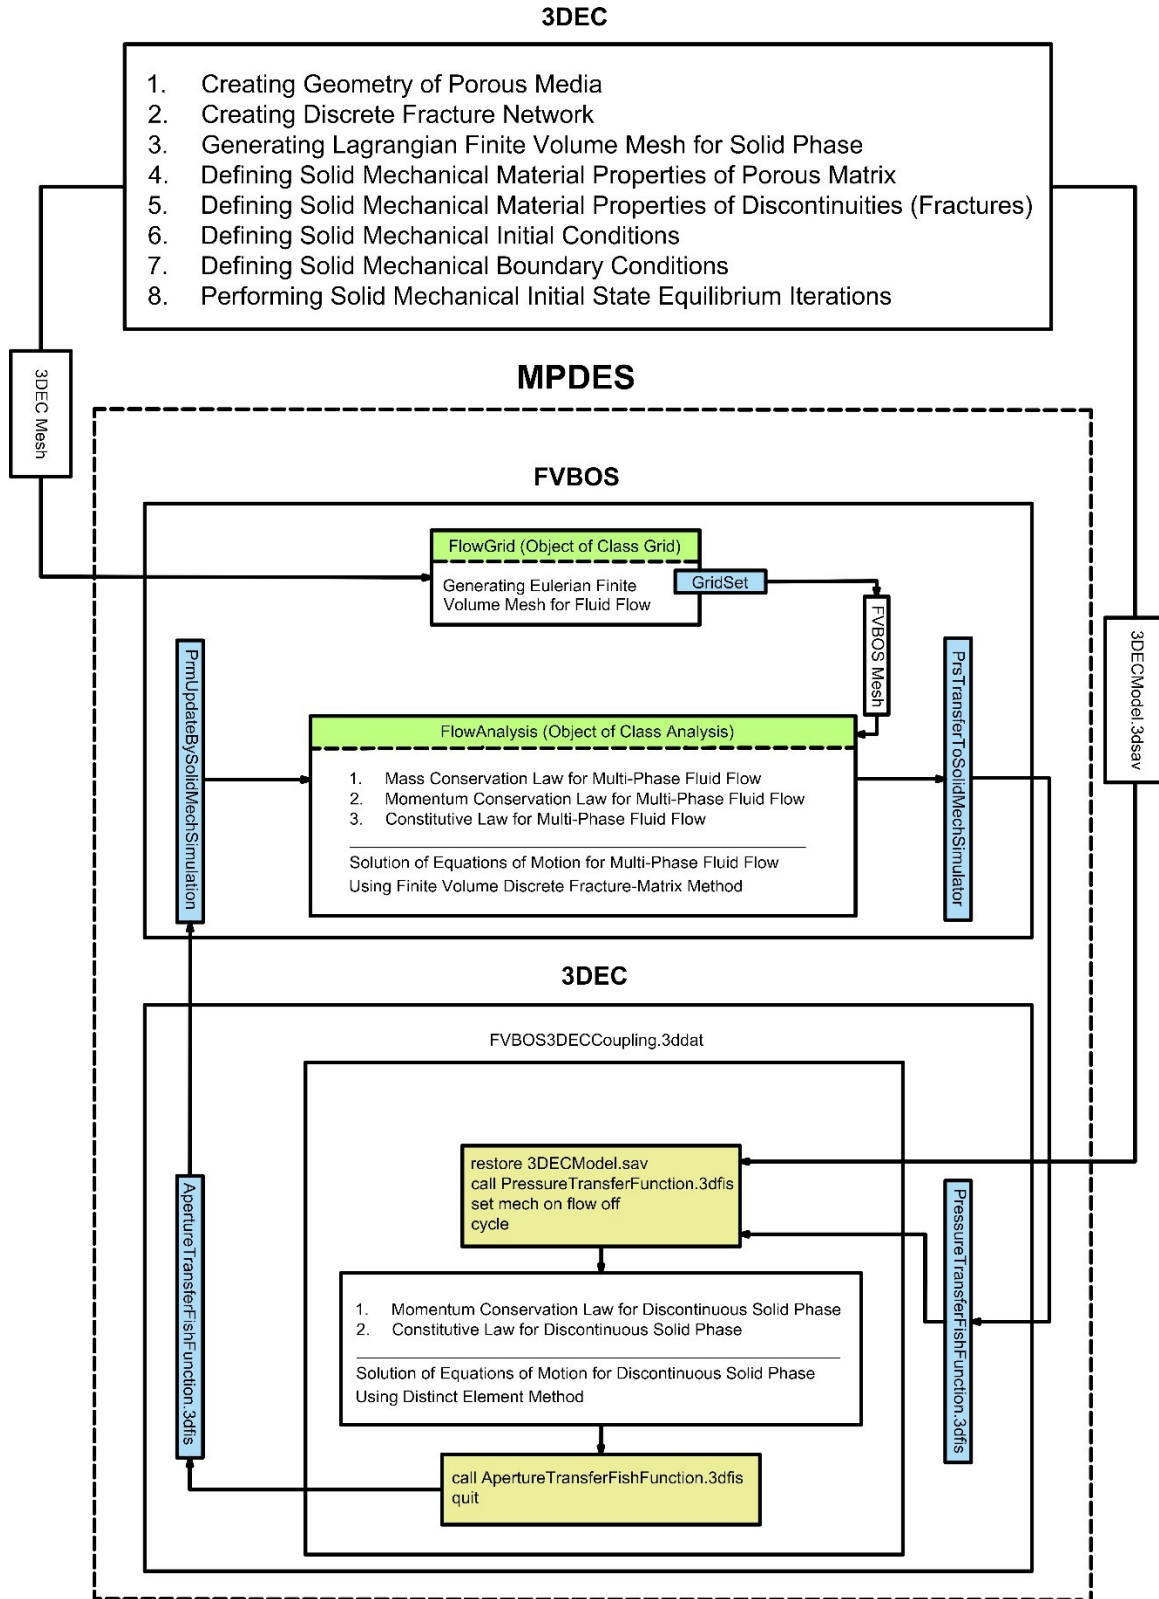 3DEC
1. Creating Geometry of Porous Media
2. Creating Discrete Fracture Network
3. Generating Lagrangian Finite Volume Mesh for Solid Phase
4. Defining Solid Mechanical Material Properties of Porous Matrix
5. Defining Solid Mechanical Material Properties of Discontinuities (Fractures)
6. Defining Solid Mechanical Initial Conditions
7. Defining Solid Mechanical Boundary Conditions
8. Performing Solid Mechanical Initial State Equilibrium Iterations
3DEC Mesh
3DECModel.3dsav
MPDES
FVBOS
FlowGrid (Object of Class Grid)
Generating Eulerian Finite
Volume Mesh for Fluid Flow
GridSet
FVBOS Mesh
PrmUpdateBySolidMechSimulation
FlowAnalysis (Object of Class Analysis)
1. Mass Conservation Law for Multi-Phase Fluid Flow
2. Momentum Conservation Law for Multi-Phase Fluid Flow
3. Constitutive Law for Multi-Phase Fluid Flow
Solution of Equations of Motion for Multi-Phase Fluid Flow
Using Finite Volume Discrete Fracture-Matrix Method
PrsTransferToSolidMechSimulator
3DEC
FVBOS3DECCoupling.3ddat
restore 3DECModel.sav
call PressureTransferFunction.3dfis
set mech on flow off
cycle
1. Momentum Conservation Law for Discontinuous Solid Phase
2. Constitutive Law for Discontinuous Solid Phase
Solution of Equations of Motion for Discontinuous Solid Phase
Using Distinct Element Method
call ApertureTransferFishFunction.3dfis
quit
ApertureTransferFishFunction.3dfis
PressureTransferFishFunction.3dfis